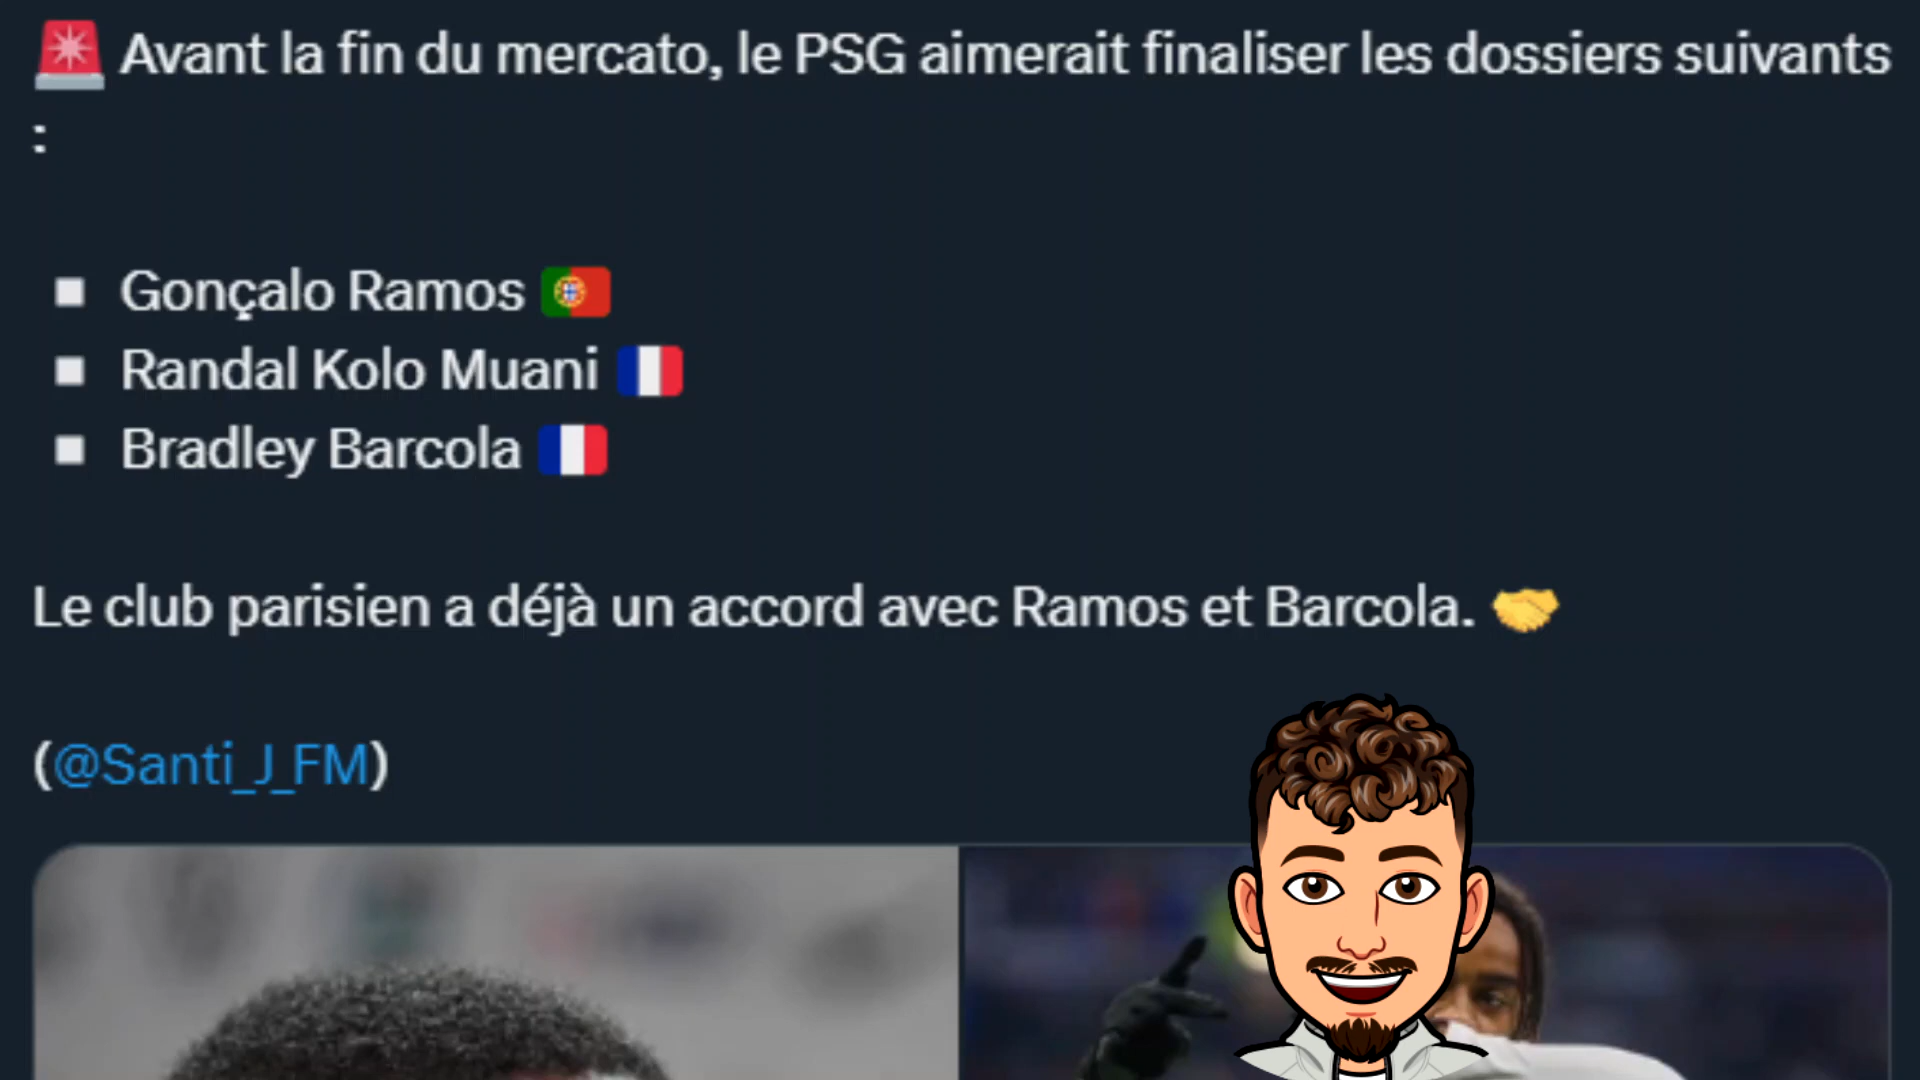 🚨 Avant la fin du mercato, le PSG aimerait finaliser les dossiers suivants
:
▫️ Gonçalo Ramos 🇵🇹
▫️ Randal Kolo Muani 🇫🇷
▫️ Bradley Barcola 🇫🇷
Le club parisien a déjà un accord avec Ramos et Barcola. 🤝
(@Santi_J_FM)